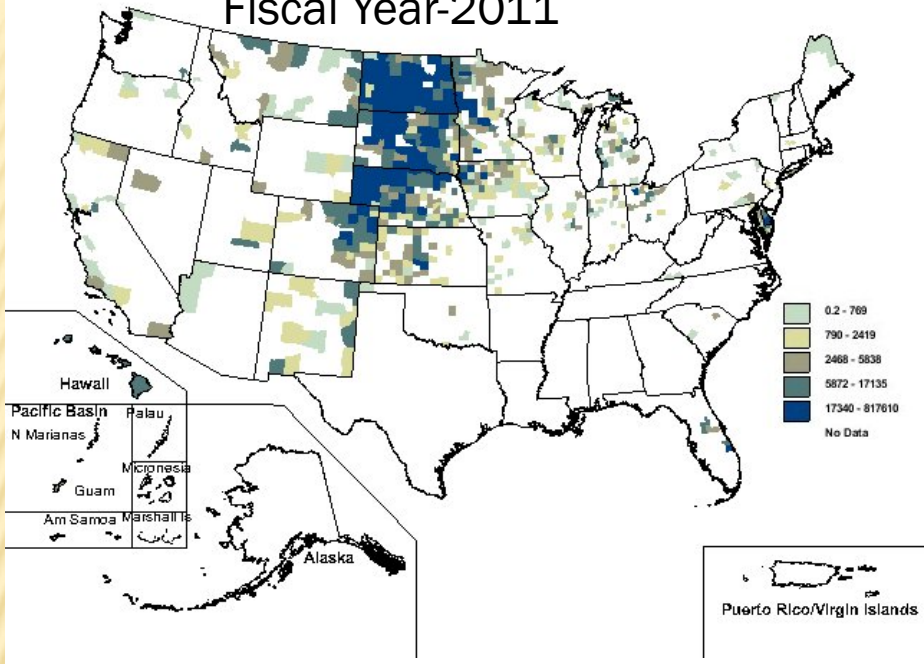 Fiscal Year-2011
0.2 - 769
790 - 2419
2468 - 5838
5872 - 17135
17340 - 817610
No Data
Hawaii
Pacific Basin
Palau
N Marianas
Micronesia
Guam
Am Samoa
Marshall Is
Alaska
Puerto Rico/Virgin Islands